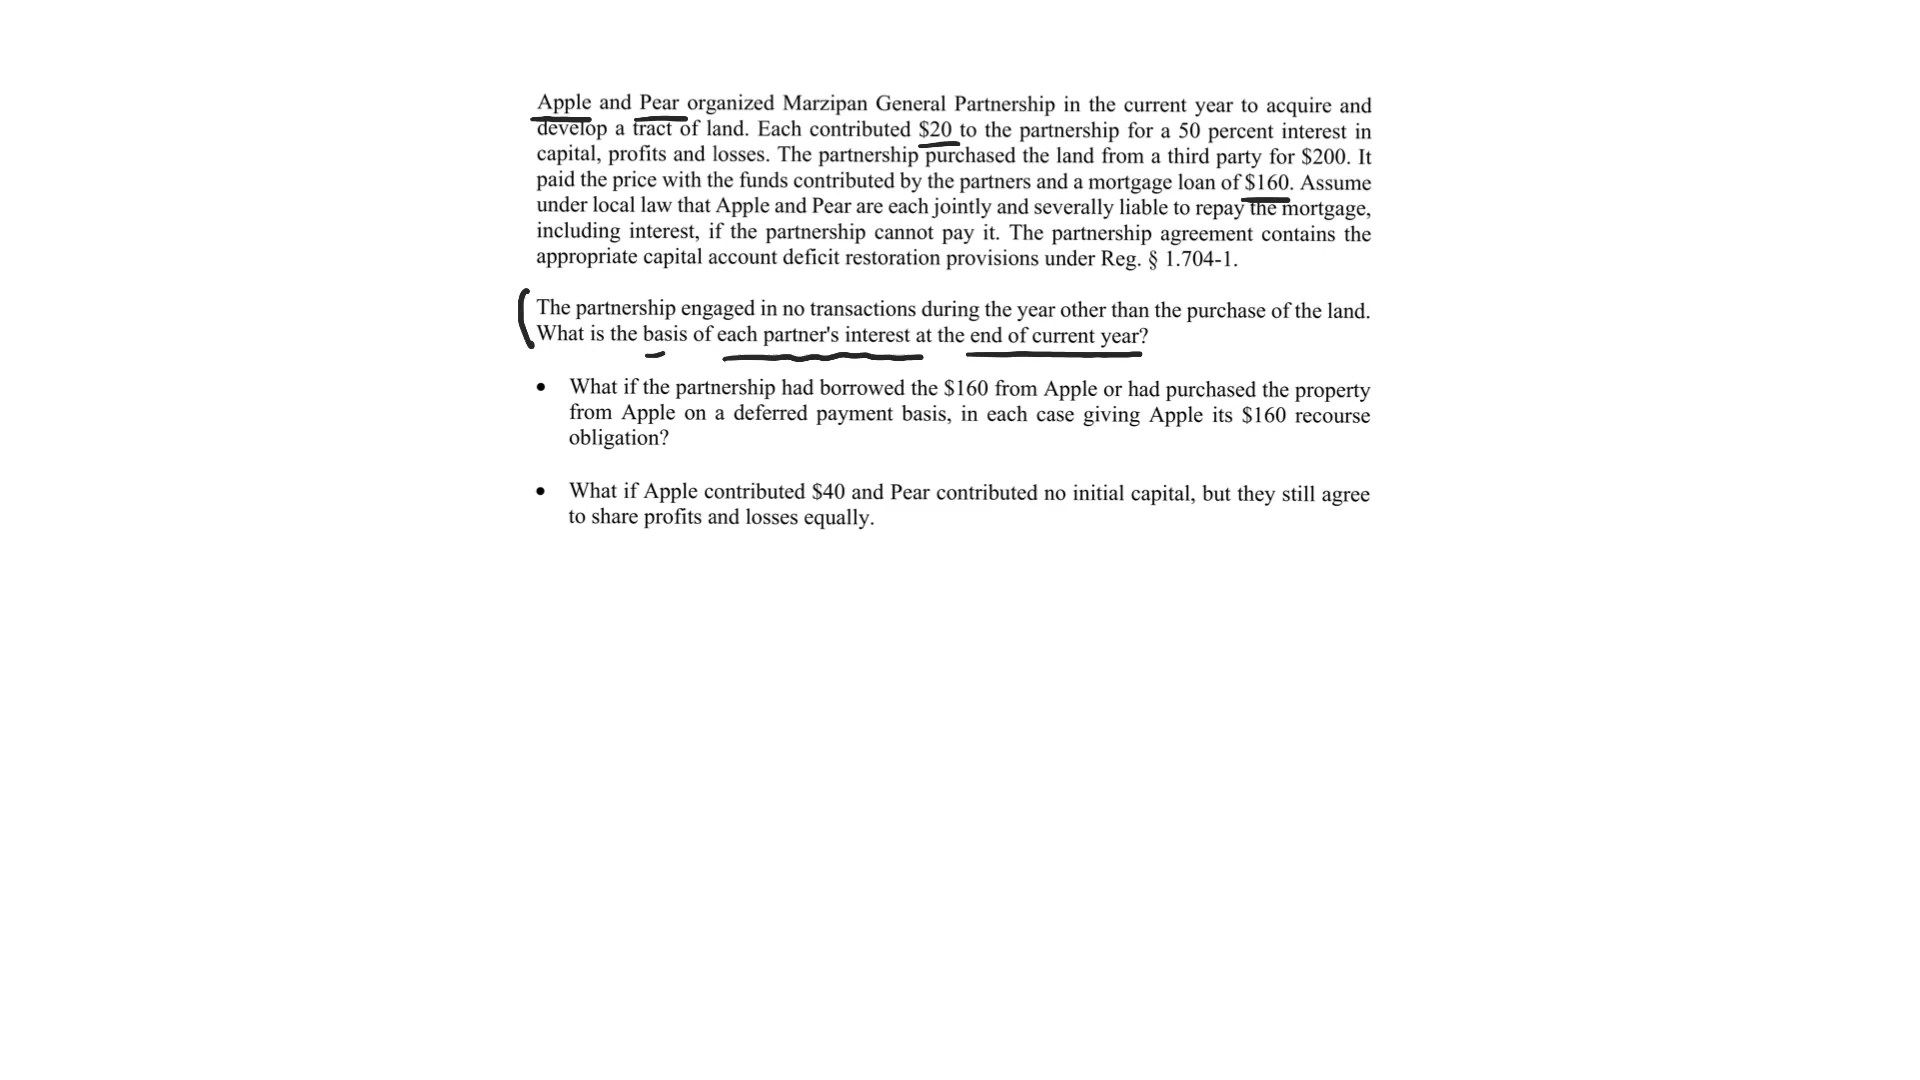 Apple and Pear organized Marzipan General Partnership in the current year to acquire and
develop a tract of land. Each contributed $20 to the partnership for a 50 percent interest in
capital, profits and losses. The partnership purchased the land from a third party for $200. It
paid the price with the funds contributed by the partners and a mortgage loan of $160. Assume
under local law that Apple and Pear are each jointly and severally liable to repay the mortgage,
including interest, if the partnership cannot pay it. The partnership agreement contains the
appropriate capital account deficit restoration provisions under Reg. § 1.704-1.
The partnership engaged in no transactions during the year other than the purchase of the land.
What is the basis of each partner's interest at the end of current year?
• What if the partnership had borrowed the $160 from Apple or had purchased the property
from Apple on a deferred payment basis, in each case giving Apple its $160 recourse
obligation?
• What if Apple contributed $40 and Pear contributed no initial capital, but they still agree
to share profits and losses equally.